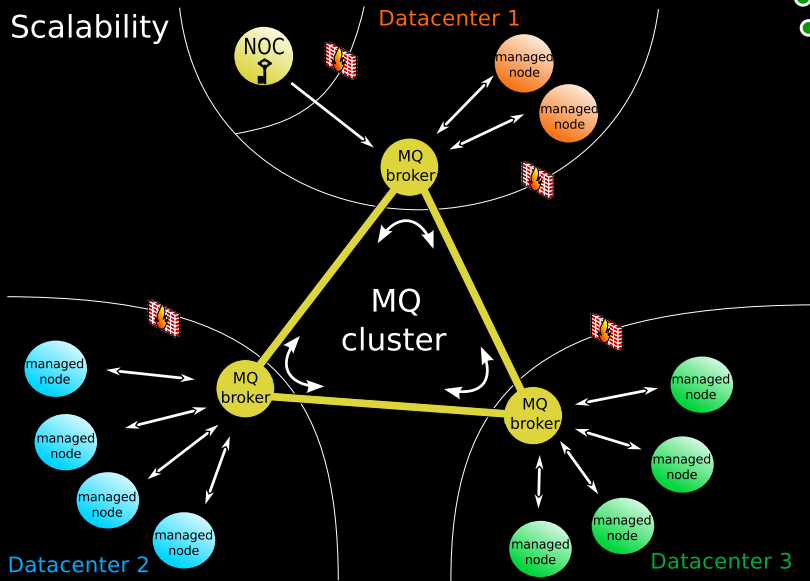 Scalability
Datacenter 1
NOC
managed
node
managed
node
MQ
broker
MQ
cluster
managed
node
managed
node
managed
node
managed
node
MQ
broker
MQ
broker
managed
node
managed
node
managed
node
managed
node
Datacenter 2
Datacenter 3